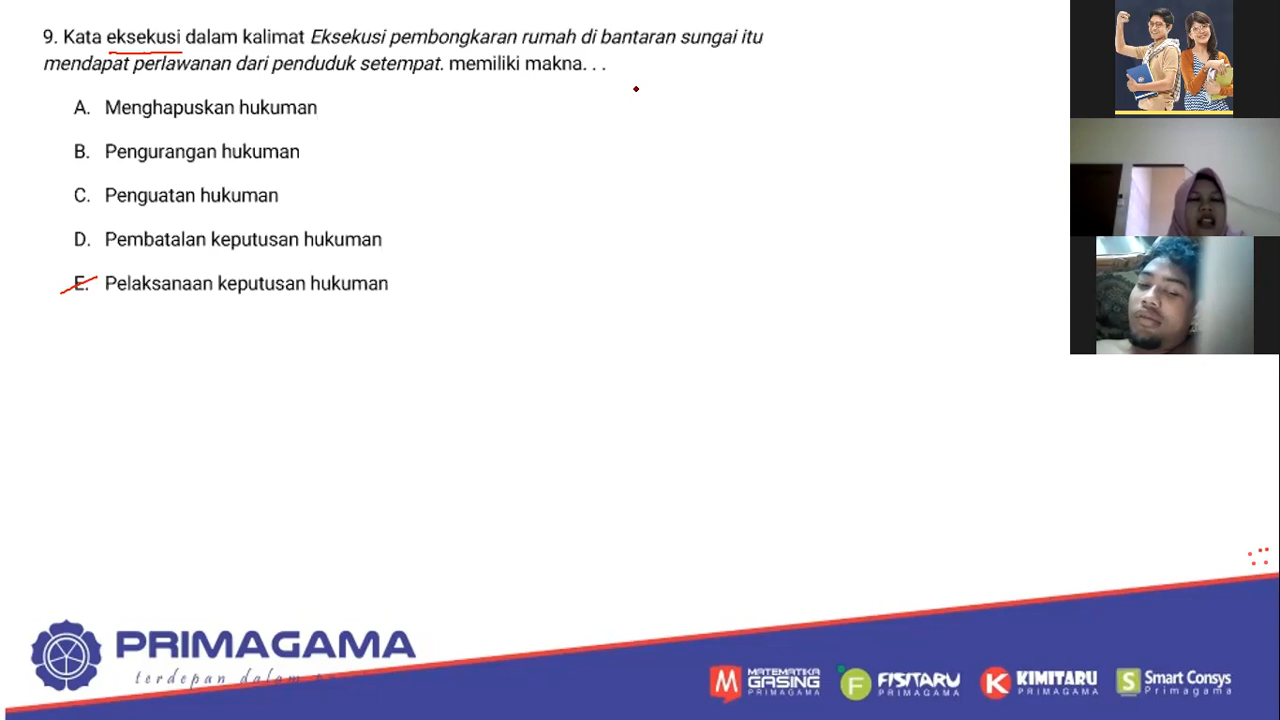 9. Kata eksekusi dalam kalimat Eksekusi pembongkaran rumah di bantaran sungai itu
mendapat perlawanan dari penduduk setempat. memiliki makna. . .
A. Menghapuskan hukuman
B. Pengurangan hukuman
C. Penguatan hukuman
D. Pembatalan keputusan hukuman
E. Pelaksanaan keputusan hukuman
PRIMAGAMA
terdepan dalam
M MATEMATIKA GASING PRIMAGAMA
F FISITARU PRIMAGAMA
K KIMITARU PRIMAGAMA
S Smart Consys Primagama